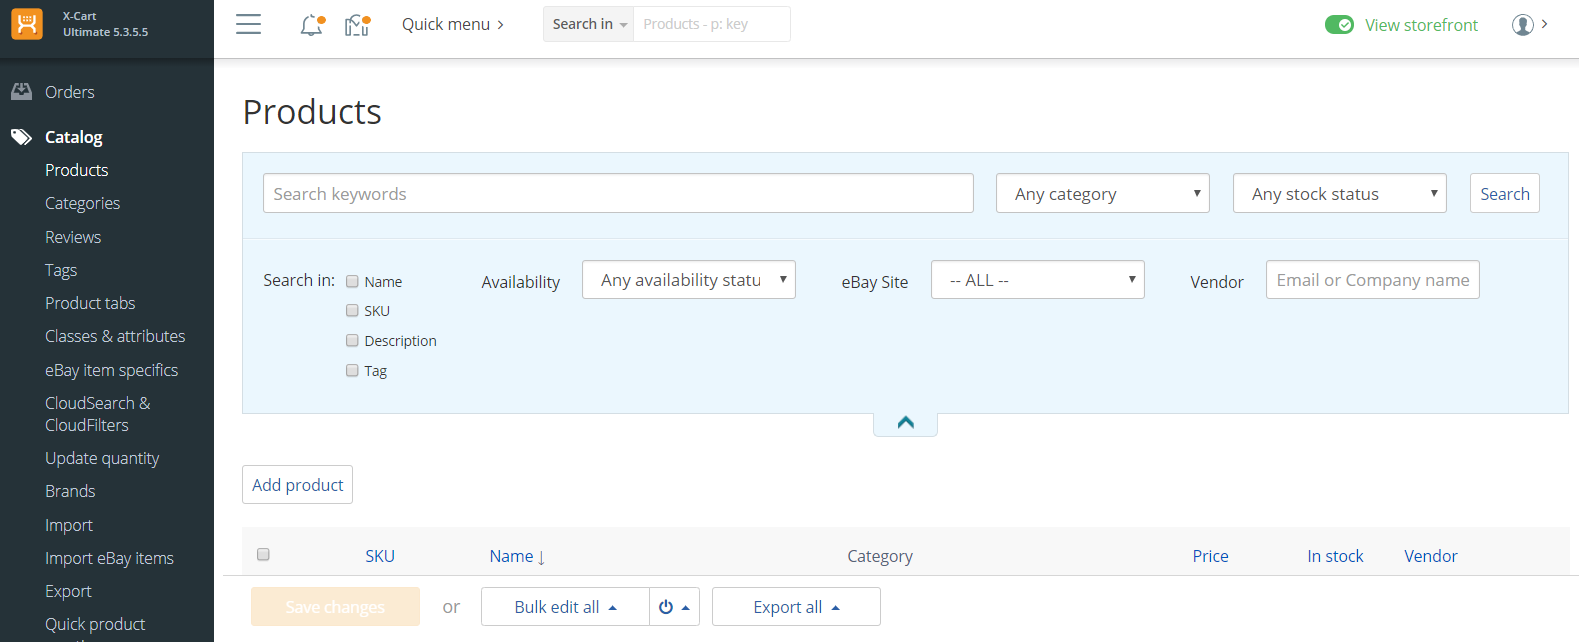 X-Cart
Ultimate 5.3.5.5
Quick menu
Search in
Products - p: key
View storefront
Orders
Catalog
Products
Categories
Reviews
Tags
Product tabs
Classes & attributes
eBay item specifics
CloudSearch &
CloudFilters
Update quantity
Brands
Import
Import eBay items
Export
Quick product
Products
Search keywords
Any category
Any stock status
Search
Search in:
Name
SKU
Description
Tag
Availability
Any availability statu
eBay Site
-- ALL --
Vendor
Email or Company name
Add product
SKU Name Category Price In stock Vendor
Save changes or Bulk edit all Export all